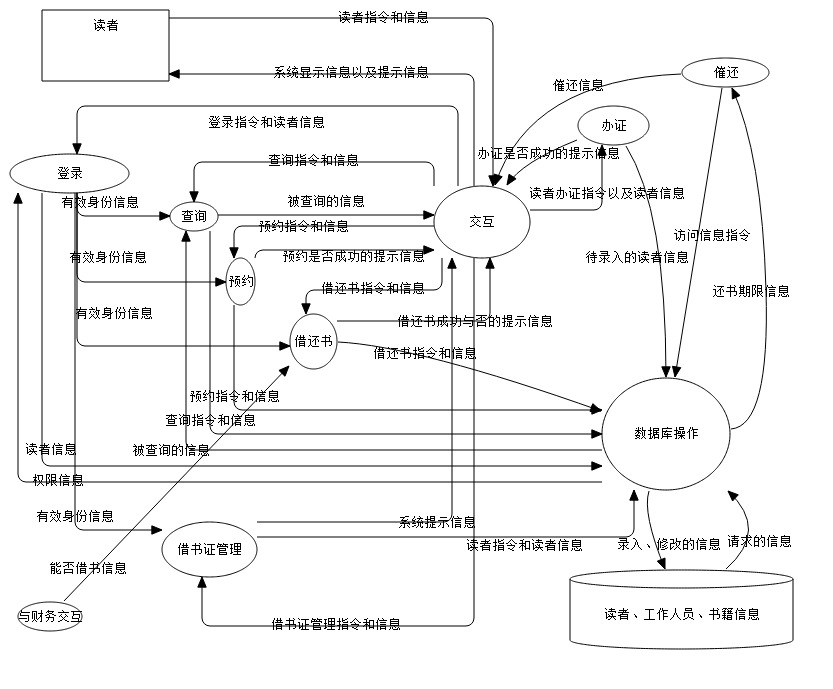 读者指令和信息
读者
系统显示信息以及提示信息
催还
催还信息
登录指令和读者信息
办证
办证是否成功的提示信息
查询指令和信息
登录
读者办证指令以及读者信息
有效身份信息
被查询的信息
查询
交互
预约指令和信息
访问信息指令
有效身份信息
预约是否成功的提示信息
待录入的读者信息
预约
借还书指令和信息
还书期限信息
有效身份信息
借还书成功与否的提示信息
借还书
借还书指令和信息
预约指令和信息
查询指令和信息
数据库操作
读者信息
被查询的信息
权限信息
有效身份信息
系统提示信息
读者指令和读者信息
录入、修改的信息
请求的信息
借书证管理
能否借书信息
与财务交互
读者、工作人员、书籍信息
借书证管理指令和信息